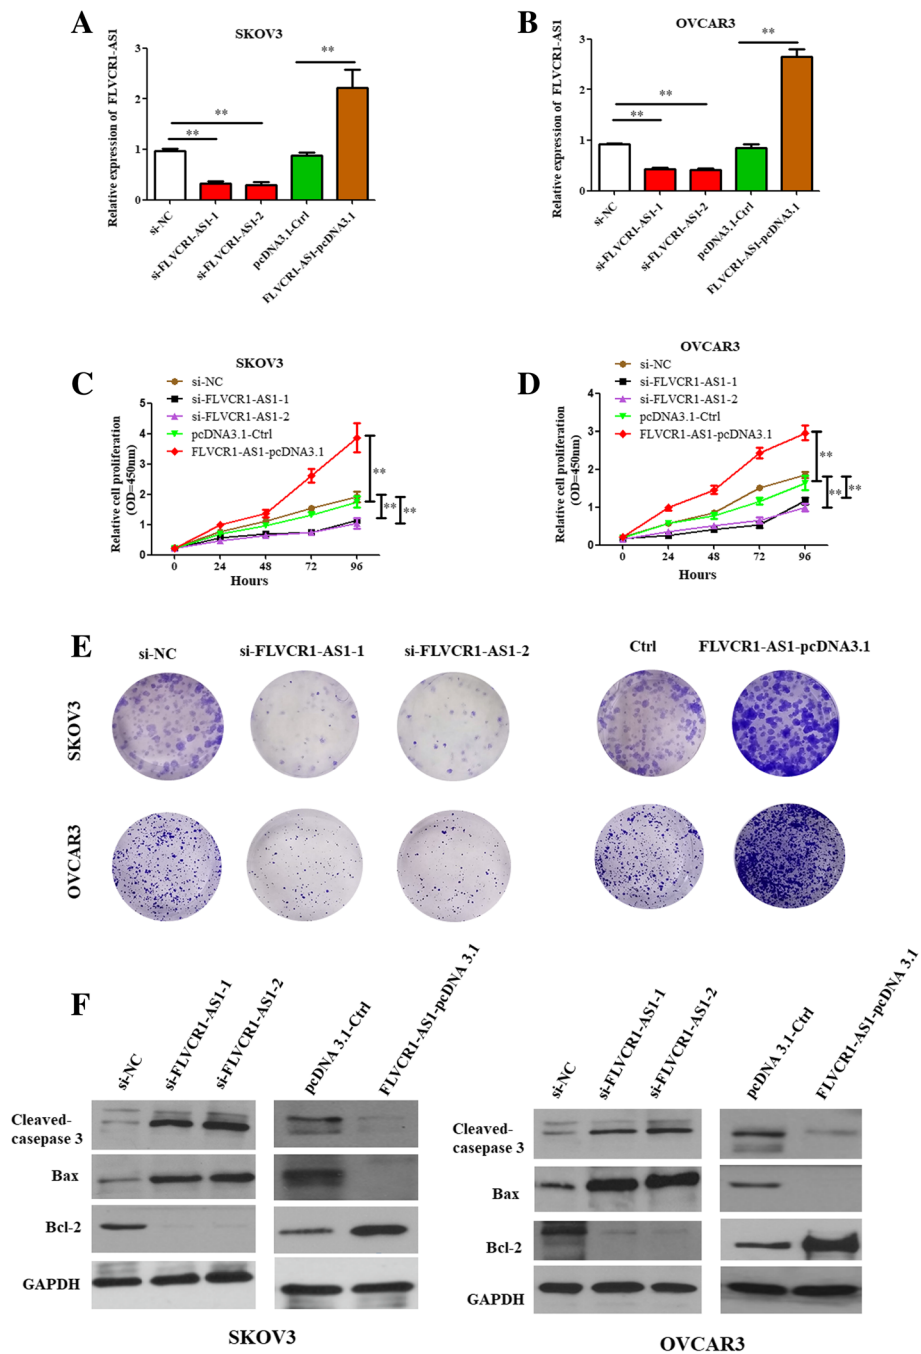 A
SKOV3
Relative expression of FLVCR1-AS1
3
2
1
0
**
**
**
si-NC
si-FLVCR1-AS1-1
si-FLVCR1-AS1-2
pcDNA3.1-Ctrl
FLVCR1-AS1-pcDNA3.1
B
OVCAR3
Relative expression of FLVCR1-AS1
3
2
1
0
**
**
**
si-NC
si-FLVCR1-AS1-1
si-FLVCR1-AS1-2
pcDNA3.1-Ctrl
FLVCR1-AS1-pcDNA3.1
C
SKOV3
si-NC
si-FLVCR1-AS1-1
si-FLVCR1-AS1-2
pcDNA3.1-Ctrl
FLVCR1-AS1-pcDNA3.1
Relative cell proliferation
(OD=450nm)
5
4
3
2
1
0
**
**
**
0 24 48 72 96
Hours
D
OVCAR3
si-NC
si-FLVCR1-AS1-1
si-FLVCR1-AS1-2
pcDNA3.1-Ctrl
FLVCR1-AS1-pcDNA3.1
Relative cell proliferation
(OD=450nm)
4
3
2
1
0
**
**
**
0 24 48 72 96
Hours
E
si-NC si-FLVCR1-AS1-1 si-FLVCR1-AS1-2 Ctrl FLVCR1-AS1-pcDNA3.1
SKOV3
OVCAR3
F
si-NC
si-FLVCR1-AS1-1
si-FLVCR1-AS1-2
pcDNA 3.1-Ctrl
FLVCR1-AS1-pcDNA 3.1
Cleaved-
casepase 3
Bax
Bcl-2
GAPDH
SKOV3
si-NC
si-FLVCR1-AS1-1
si-FLVCR1-AS1-2
pcDNA 3.1-Ctrl
FLVCR1-AS1-pcDNA 3.1
Cleaved-
casepase 3
Bax
Bcl-2
GAPDH
OVCAR3